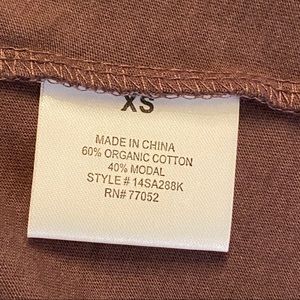 XS
MADE IN CHINA
60% ORGANIC COTTON
40% MODAL
STYLE # 14SA288K
RN# 77052